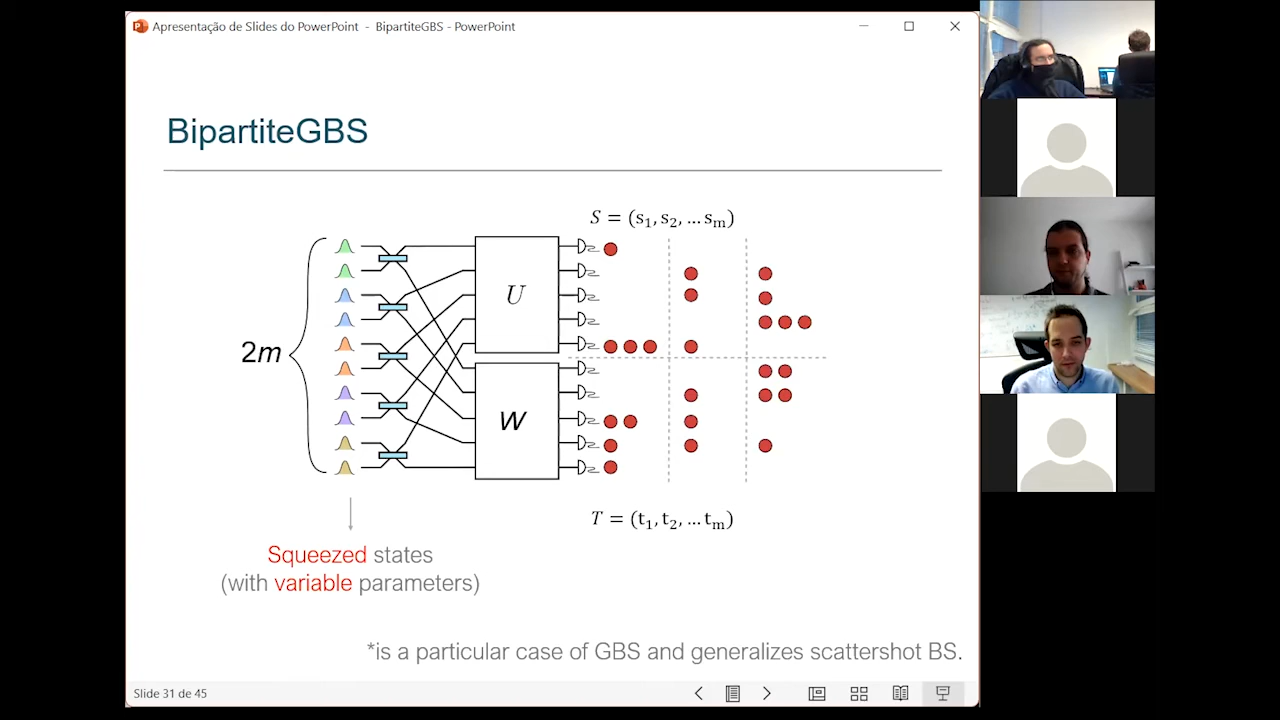 Apresentação de Slides do PowerPoint - BipartiteGBS - PowerPoint
BipartiteGBS
S = (s₁, s₂, … sₘ)
U
2m
W
T = (t₁, t₂, … tₘ)
Squeezed states
(with variable parameters)
*is a particular case of GBS and generalizes scattershot BS.
Slide 31 de 45